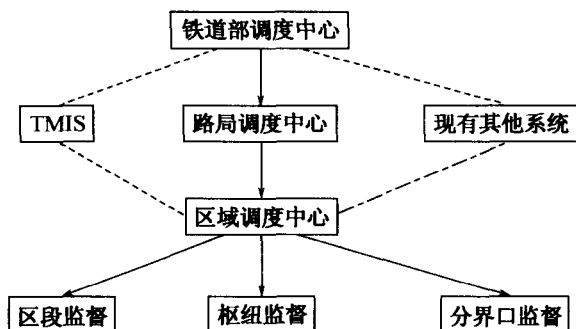 铁道部调度中心
TMIS
路局调度中心
现有其他系统
区域调度中心
区段监督
枢纽监督
分界口监督